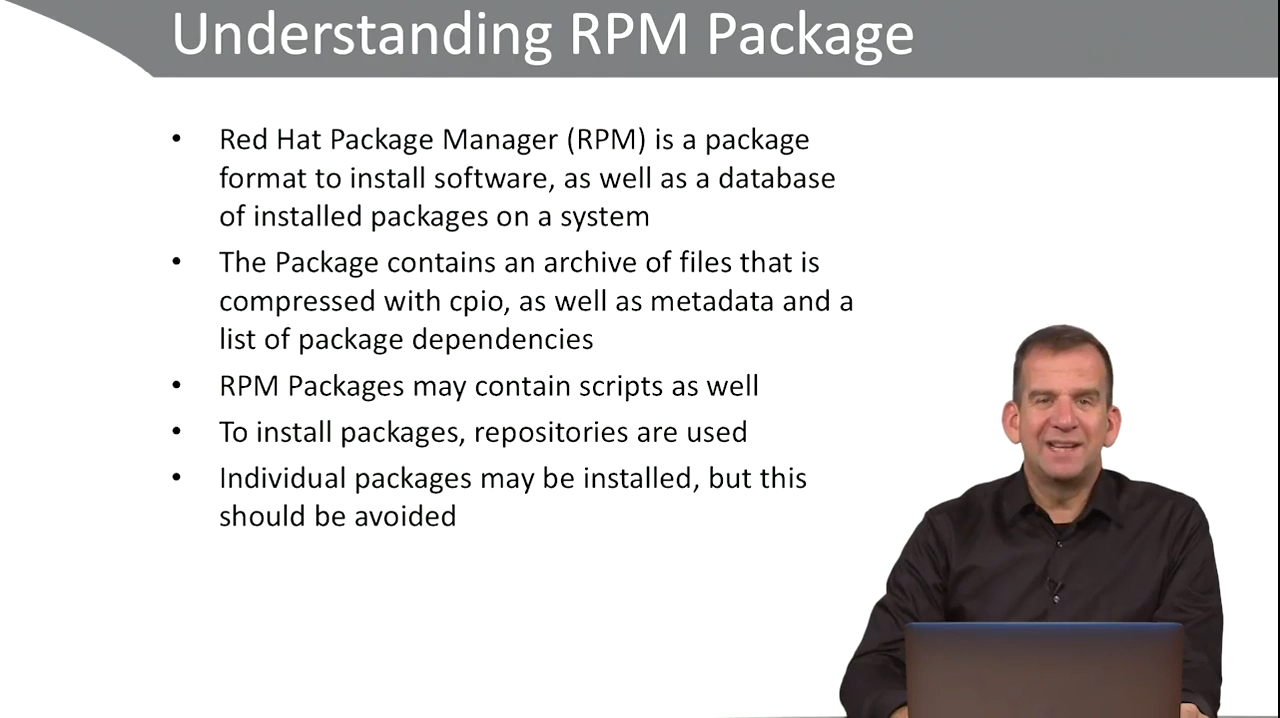 Understanding RPM Package
• Red Hat Package Manager (RPM) is a package
format to install software, as well as a database
of installed packages on a system
• The Package contains an archive of files that is
compressed with cpio, as well as metadata and a
list of package dependencies
• RPM Packages may contain scripts as well
• To install packages, repositories are used
• Individual packages may be installed, but this
should be avoided